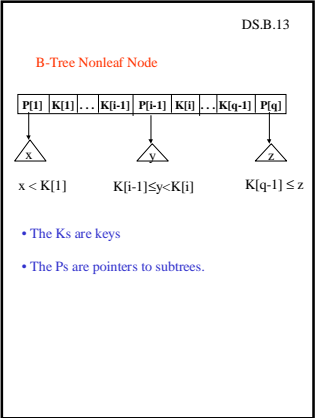 DS.B.13
B-Tree Nonleaf Node
P[1] K[1] . . . K[i-1] P[i-1] K[i] . . . K[q-1] P[q]
x y z
x < K[1] K[i-1]≤y<K[i] K[q-1] ≤ z
• The Ks are keys
• The Ps are pointers to subtrees.